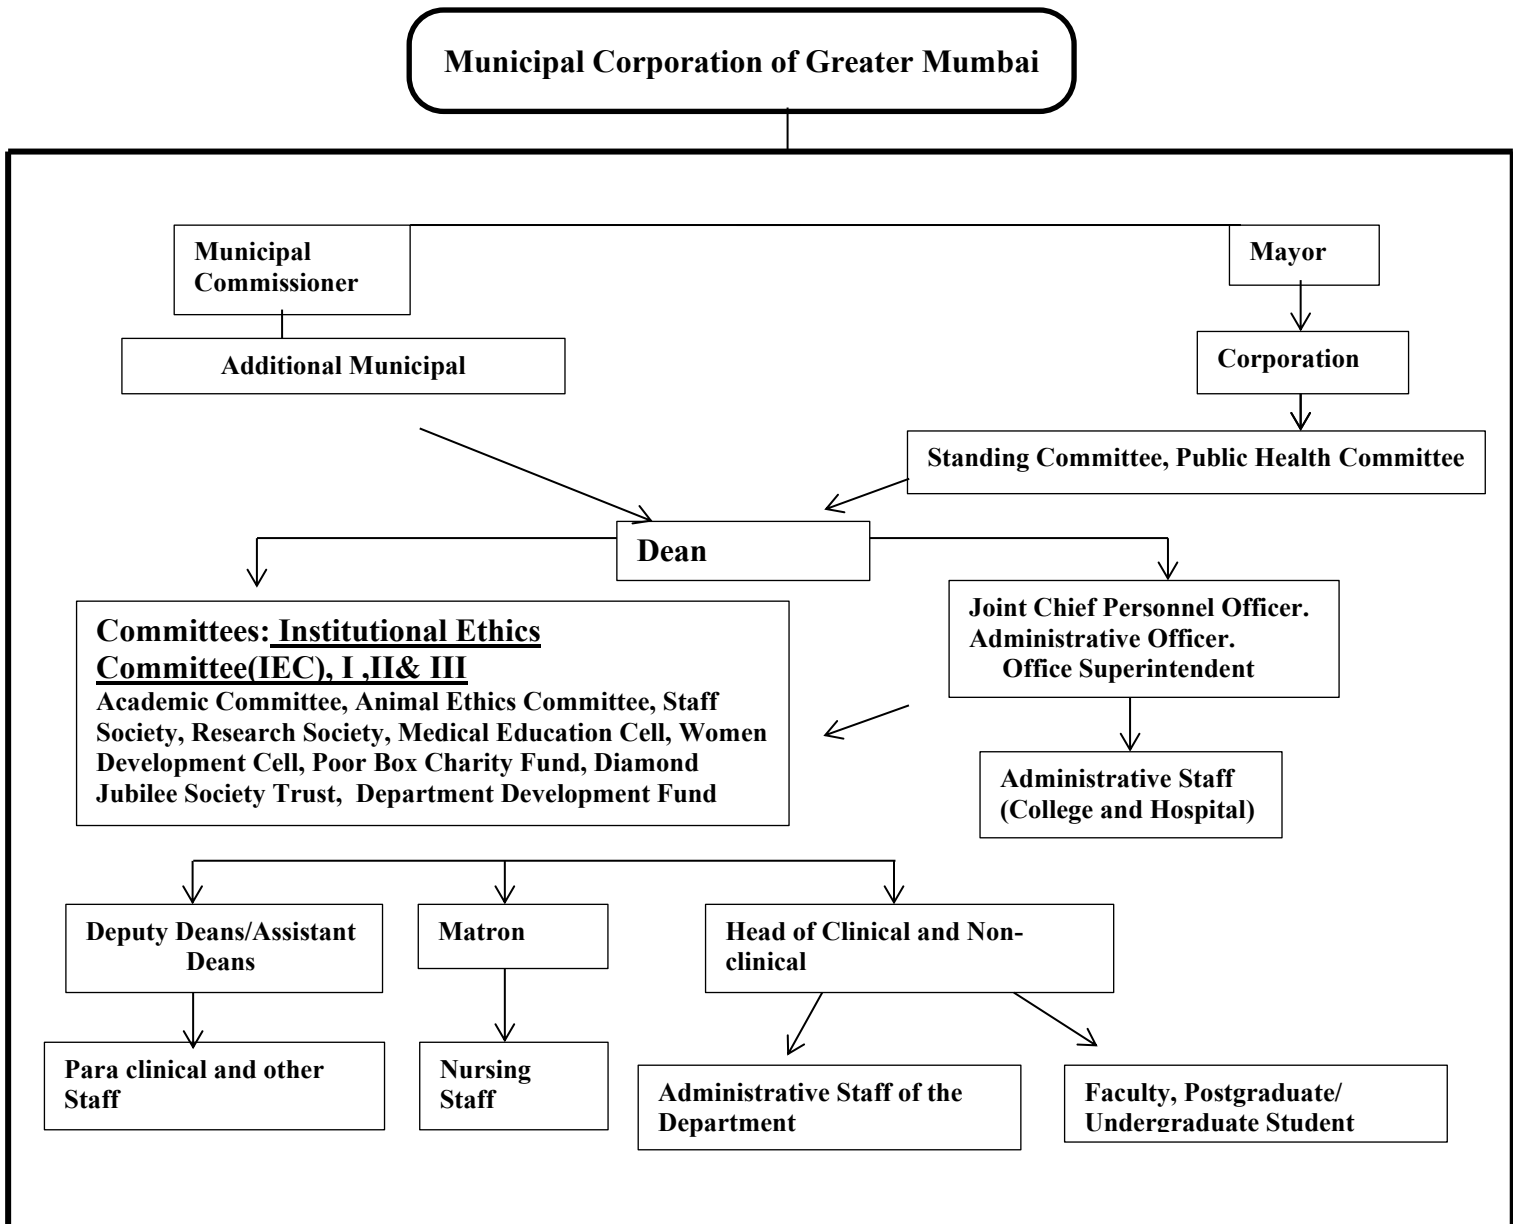 Municipal Corporation of Greater Mumbai
Municipal
Commissioner
Mayor
Additional Municipal
Corporation
Standing Committee, Public Health Committee
Dean
Committees: Institutional Ethics
Committee(IEC), I ,II& III
Academic Committee, Animal Ethics Committee, Staff
Society, Research Society, Medical Education Cell, Women
Development Cell, Poor Box Charity Fund, Diamond
Jubilee Society Trust, Department Development Fund
Joint Chief Personnel Officer.
Administrative Officer.
Office Superintendent
Administrative Staff
(College and Hospital)
Deputy Deans/Assistant
Deans
Matron
Head of Clinical and Non-
clinical
Para clinical and other
Staff
Nursing
Staff
Administrative Staff of the
Department
Faculty, Postgraduate/
Undergraduate Student